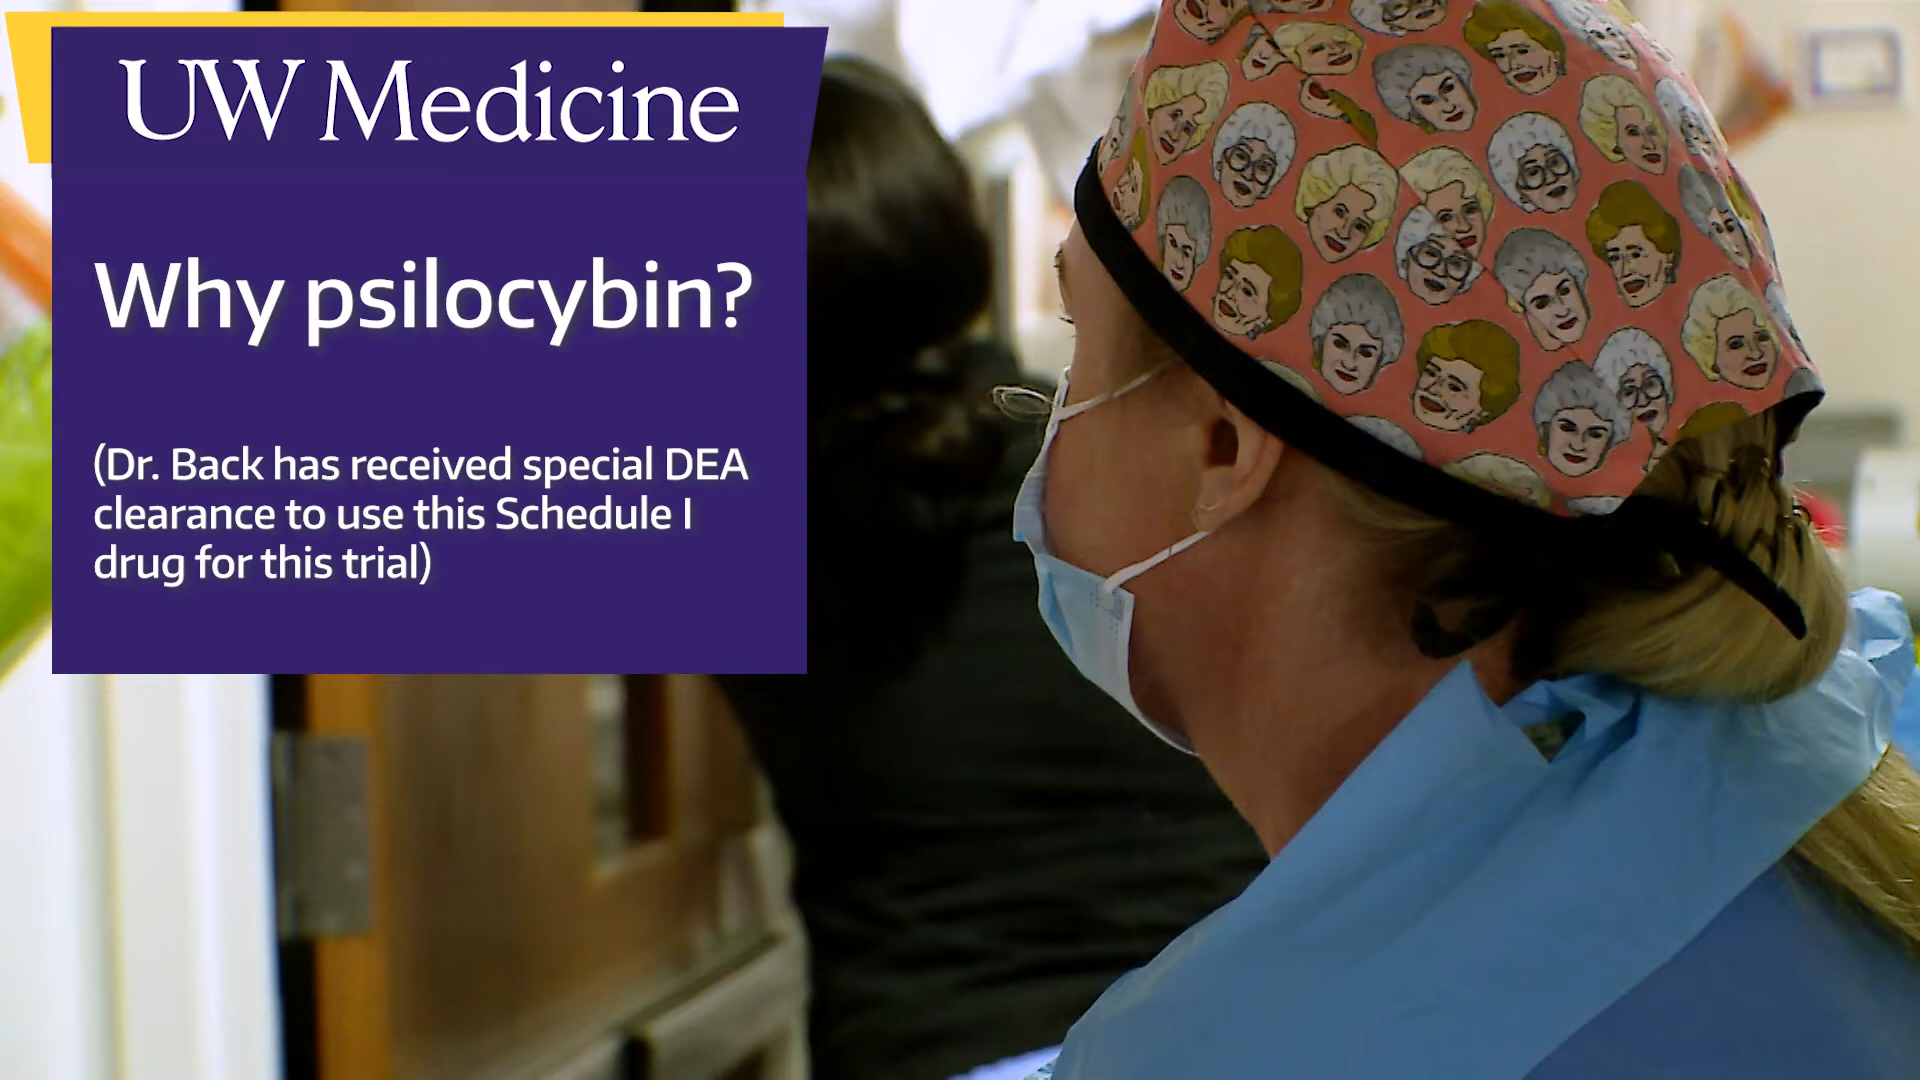 UW Medicine
Why psilocybin?
(Dr. Back has received special DEA
clearance to use this Schedule I
drug for this trial)